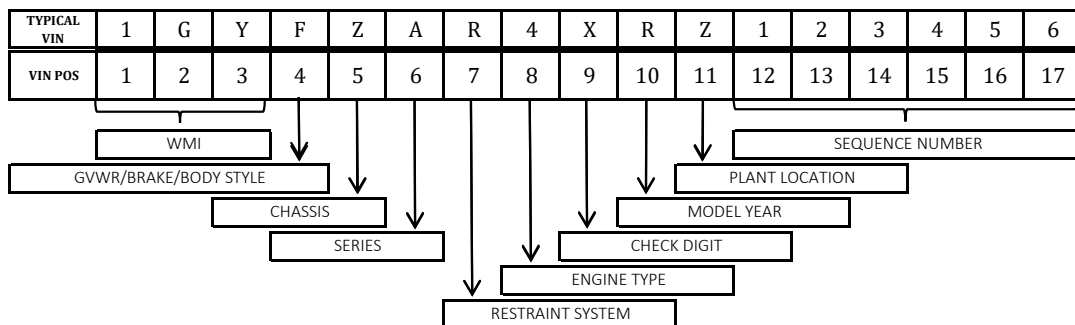 TYPICAL VIN 1 G Y F Z A R 4 X R Z 1 2 3 4 5 6
VIN POS 1 2 3 4 5 6 7 8 9 10 11 12 13 14 15 16 17
WMI SEQUENCE NUMBER
GVWR/BRAKE/BODY STYLE PLANT LOCATION
CHASSIS MODEL YEAR
SERIES CHECK DIGIT
ENGINE TYPE
RESTRAINT SYSTEM